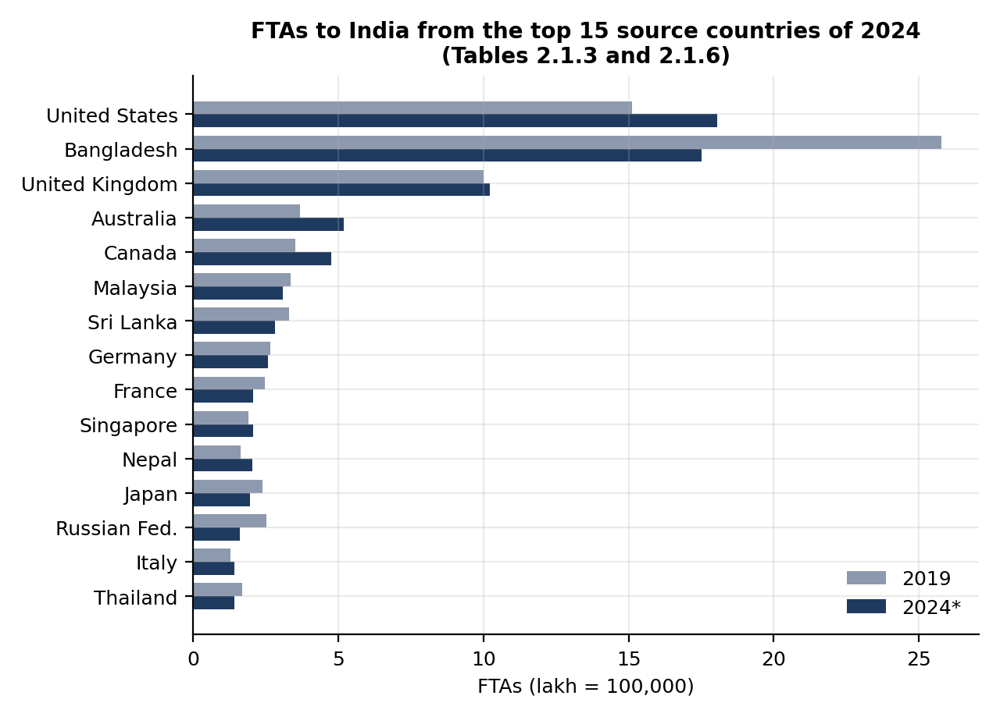 FTAs to India from the top 15 source countries of 2024
(Tables 2.1.3 and 2.1.6)
United States
Bangladesh
United Kingdom
Australia
Canada
Malaysia
Sri Lanka
Germany
France
Singapore
Nepal
Japan
Russian Fed.
Italy
Thailand
2019
2024*
0 5 10 15 20 25
FTAs (lakh = 100,000)